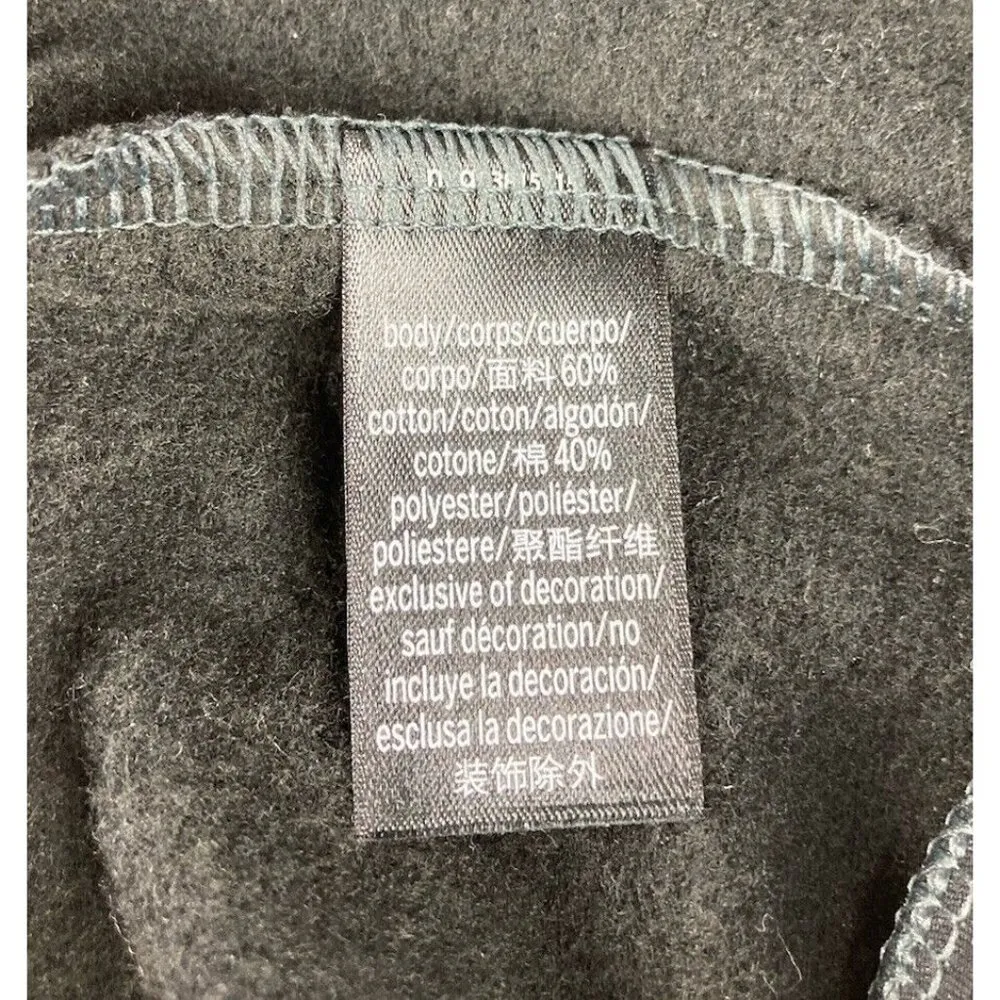 body/corps/cuerpo/
corpo/面料 60%
cotton/coton/algodón/
cotone/棉 40%
polyester/poliéster/
poliestere/聚酯纤维
exclusive of decoration/
sauf décoration/no
incluye la decoración/
esclusa la decorazione/
装饰除外